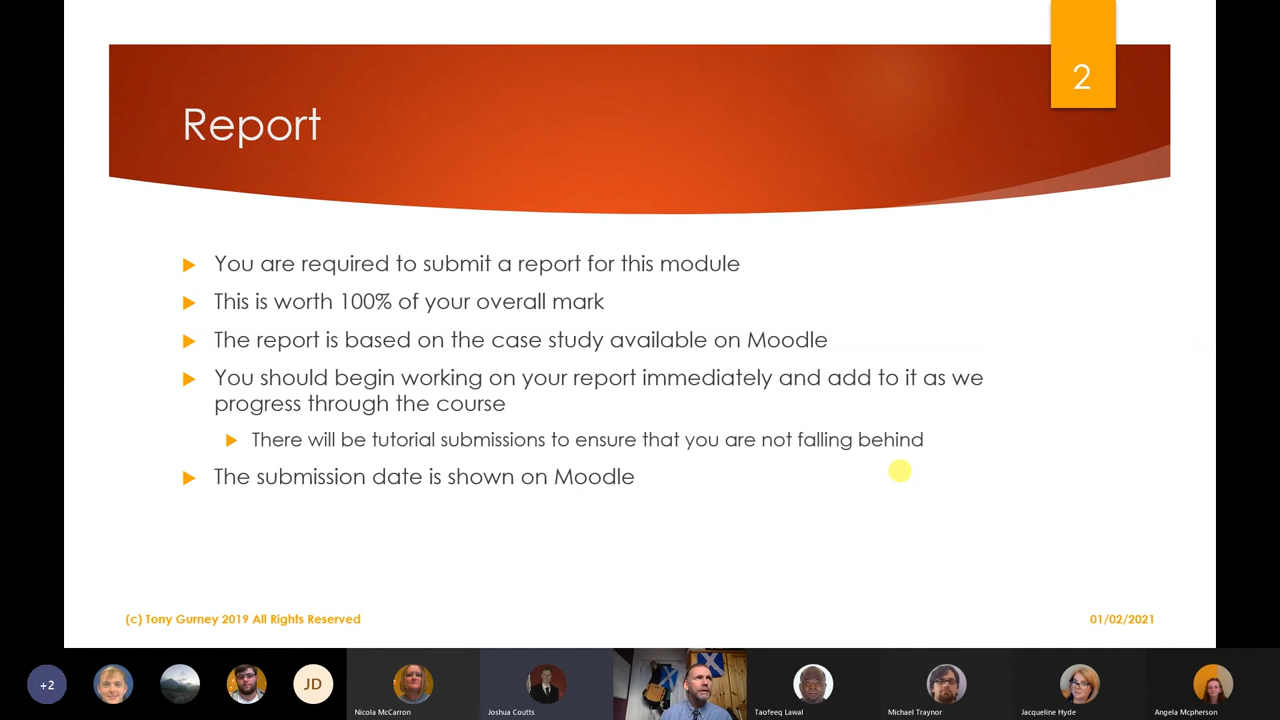 2
Report
You are required to submit a report for this module
This is worth 100% of your overall mark
The report is based on the case study available on Moodle
You should begin working on your report immediately and add to it as we
progress through the course
There will be tutorial submissions to ensure that you are not falling behind
The submission date is shown on Moodle
(c) Tony Gurney 2019 All Rights Reserved
01/02/2021
+2
JD
Nicola McCarron
Joshua Coutts
Taofeeq Lawal
Michael Traynor
Jacqueline Hyde
Angela Mcpherson